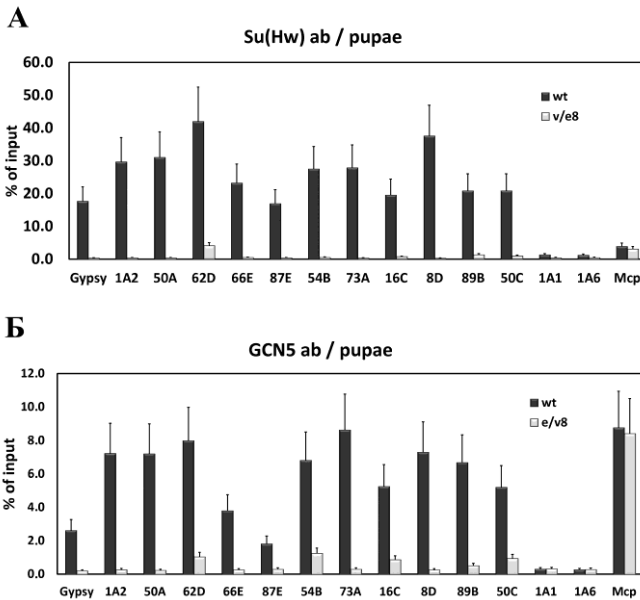 А
Su(Hw) ab / pupae
60.0
50.0
40.0
30.0
20.0
10.0
0.0
% of input
wt
v/e8
Gypsy 1A2 50A 62D 66E 87E 54B 73A 16C 8D 89B 50C 1A1 1A6 Mcp
Б
GCN5 ab / pupae
12.0
10.0
8.0
6.0
4.0
2.0
0.0
% of input
wt
e/v8
Gypsy 1A2 50A 62D 66E 87E 54B 73A 16C 8D 89B 50C 1A1 1A6 Mcp